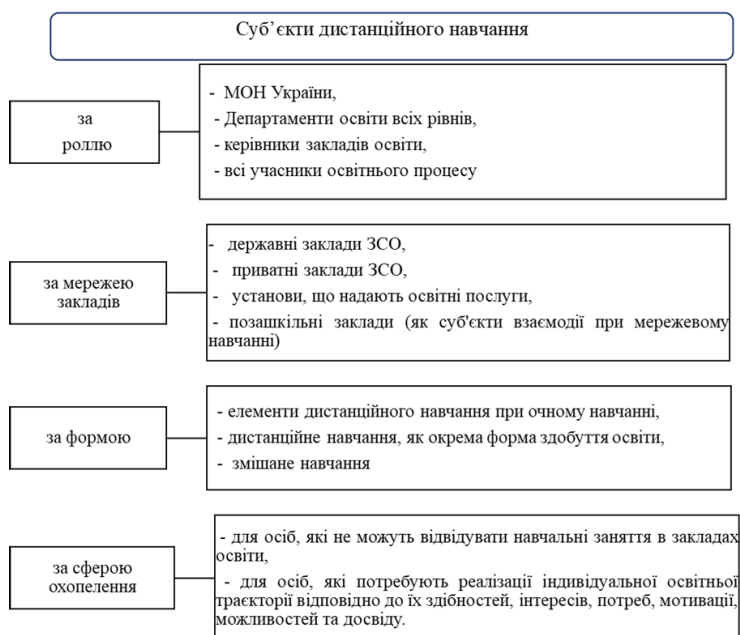 Суб’єкти дистанційного навчання
за
роллю
- МОН України,
- Департаменти освіти всіх рівнів,
- керівники закладів освіти,
- всі учасники освітнього процесу
за мережею
закладів
- державні заклади ЗСО,
- приватні заклади ЗСО,
- установи, що надають освітні послуги,
- позашкільні заклади (як суб'єкти взаємодії при мережевому
навчанні)
за формою
- елементи дистанційного навчання при очному навчанні,
- дистанційне навчання, як окрема форма здобуття освіти,
- змішане навчання
за сферою
охопелення
- для осіб, які не можуть відвідувати навчальні заняття в закладах
освіти,
- для осіб, які потребують реалізації індивідуальної освітньої
траєкторії відповідно до їх здібностей, інтересів, потреб, мотивації,
можливостей та досвіду.